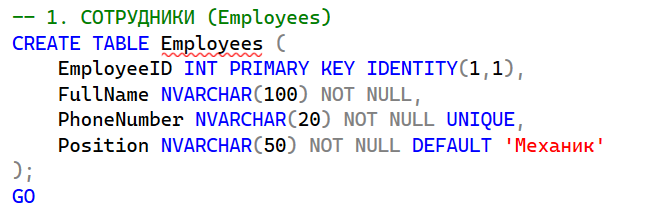 -- 1. СОТРУДНИКИ (Employees)
CREATE TABLE Employees (
    EmployeeID INT PRIMARY KEY IDENTITY(1,1),
    FullName NVARCHAR(100) NOT NULL,
    PhoneNumber NVARCHAR(20) NOT NULL UNIQUE,
    Position NVARCHAR(50) NOT NULL DEFAULT 'Механик'
);
GO